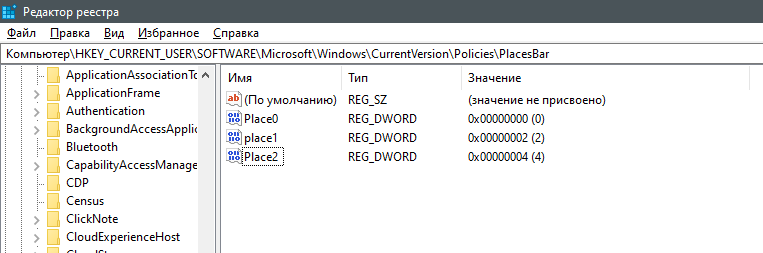 Редактор реестра
Файл Правка Вид Избранное Справка
Компьютер\HKEY_CURRENT_USER\SOFTWARE\Microsoft\Windows\CurrentVersion\Policies\PlacesBar
ApplicationAssociationTo
ApplicationFrame
Authentication
BackgroundAccessApplic
Bluetooth
CapabilityAccessManage
CDP
Census
ClickNote
CloudExperienceHost
Имя Тип Значение
(По умолчанию) REG_SZ (значение не присвоено)
Place0 REG_DWORD 0x00000000 (0)
place1 REG_DWORD 0x00000002 (2)
Place2 REG_DWORD 0x00000004 (4)